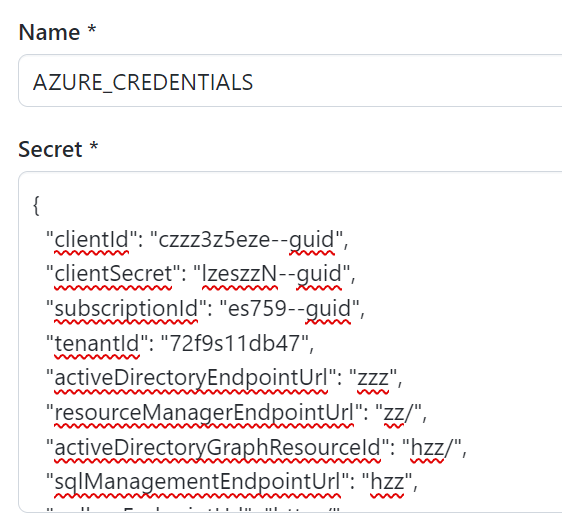 Name *
AZURE_CREDENTIALS
Secret *
{
"clientId": "czzz3z5eze--guid",
"clientSecret": "lzeszzN--guid",
"subscriptionId": "es759--guid",
"tenantId": "72f9s11db47",
"activeDirectoryEndpointUrl": "zzz",
"resourceManagerEndpointUrl": "zz/",
"activeDirectoryGraphResourceId": "hzz/",
"sqlManagementEndpointUrl": "hzz",